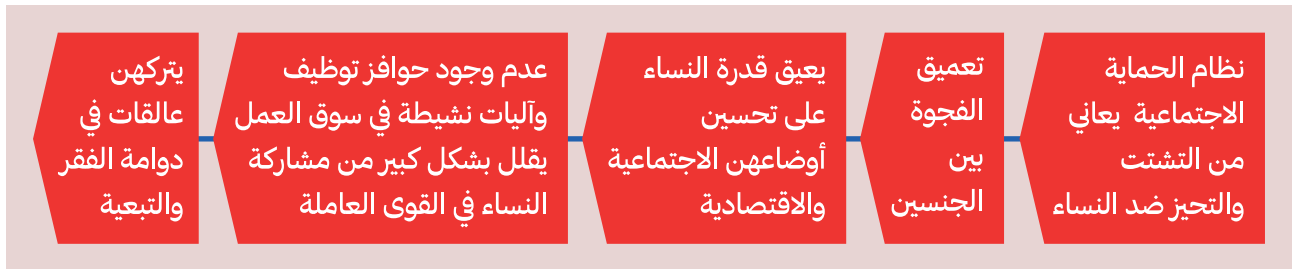 نظام الحماية
الاجتماعية يعاني
من التشتت
والتحيز ضد النساء
تعميق
الفجوة
بين
الجنسين
يعيق قدرة النساء
على تحسين
أوضاعهن الاجتماعية
والاقتصادية
عدم وجود حوافز توظيف
وآليات نشيطة في سوق العمل
يقلل بشكل كبير من مشاركة
النساء في القوى العاملة
يتركهن
عالقات في
دوامة الفقر
والتبعية